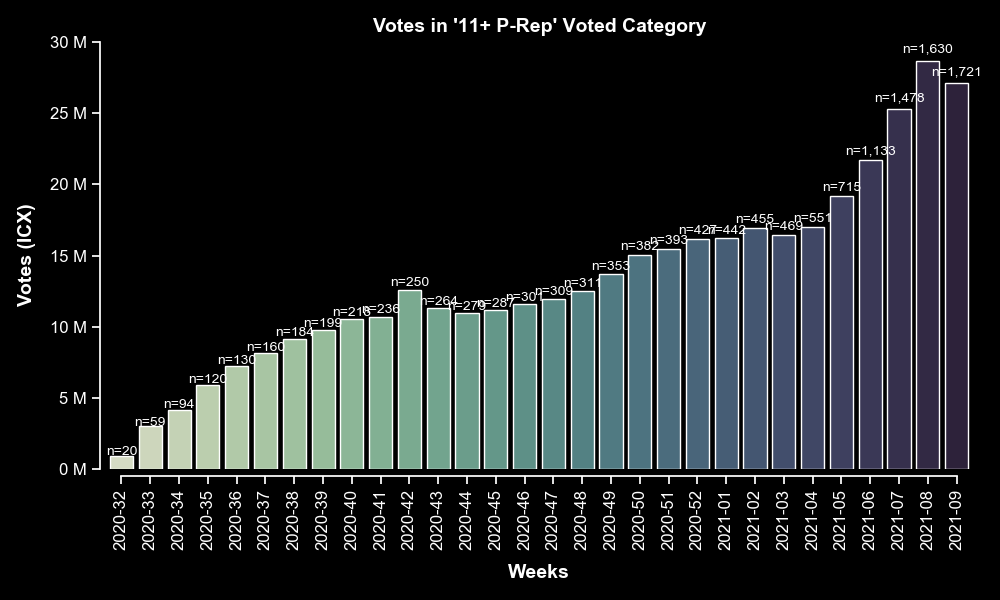 Votes in '11+ P-Rep' Voted Category
Votes (ICX)
30 M
25 M
20 M
15 M
10 M
5 M
0 M
n=20
n=59
n=94
n=120
n=130
n=160
n=184
n=199
n=218
n=236
n=250
n=264
n=279
n=287
n=301
n=309
n=311
n=353
n=382
n=393
n=427
n=442
n=455
n=469
n=551
n=715
n=1,133
n=1,478
n=1,630
n=1,721
2020-32
2020-33
2020-34
2020-35
2020-36
2020-37
2020-38
2020-39
2020-40
2020-41
2020-42
2020-43
2020-44
2020-45
2020-46
2020-47
2020-48
2020-49
2020-50
2020-51
2020-52
2021-01
2021-02
2021-03
2021-04
2021-05
2021-06
2021-07
2021-08
2021-09
Weeks